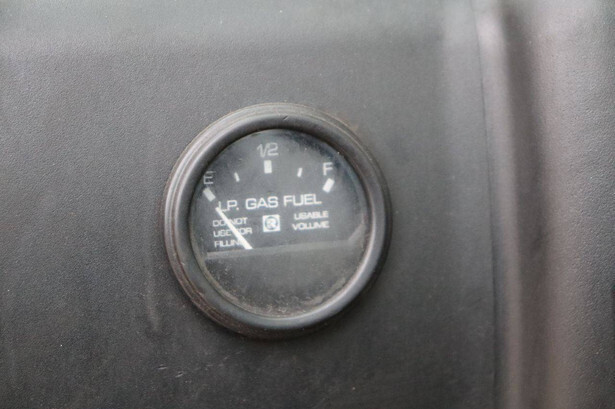 1/2
E F
L.P. GAS FUEL
DO NOT USABLE
USE FOR VOLUME
FILLING